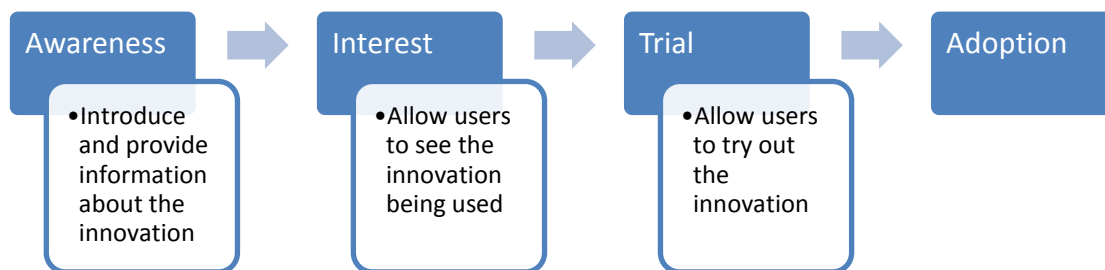 Awareness
•Introduce
and provide
information
about the
innovation
Interest
•Allow users
to see the
innovation
being used
Trial
•Allow users
to try out
the
innovation
Adoption